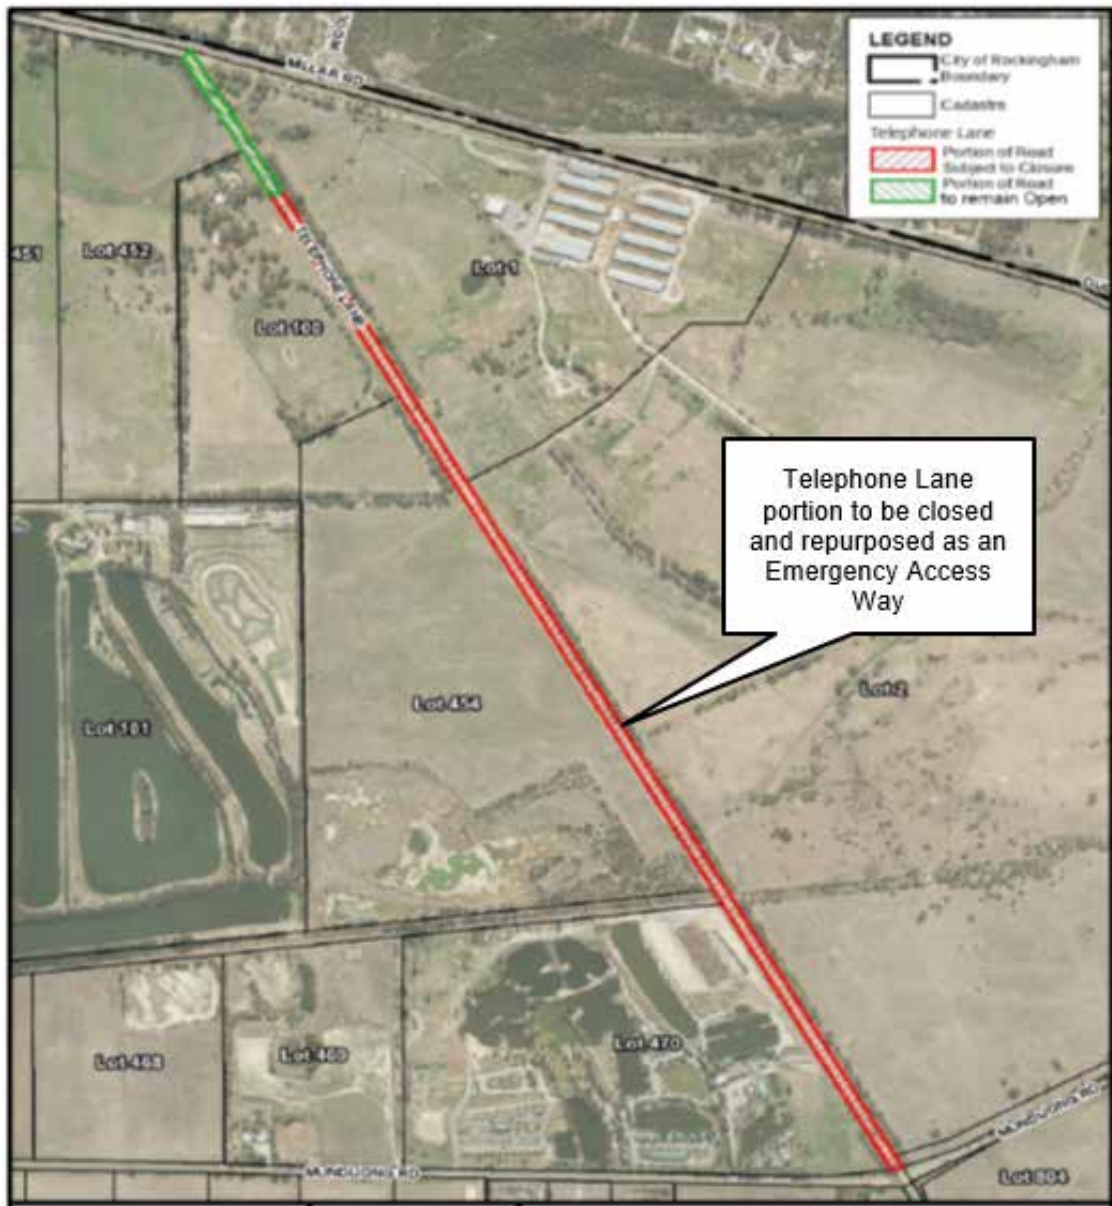 LEGEND
City of Rockingham
Boundary
Cadastre
Telephone Lane
Portion of Road
Subject to Closure
Portion of Road
to remain Open
MILLAR RD
451
Lot 452
Lot 1
TELEPHONE LANE
Lot 100
Telephone Lane
portion to be closed
and repurposed as an
Emergency Access
Way
Lot 2
Lot 454
Lot 101
Lot 470
Lot 469
Lot 468
MUNDIJONG RD
MUNDIJONG RD
Lot 804